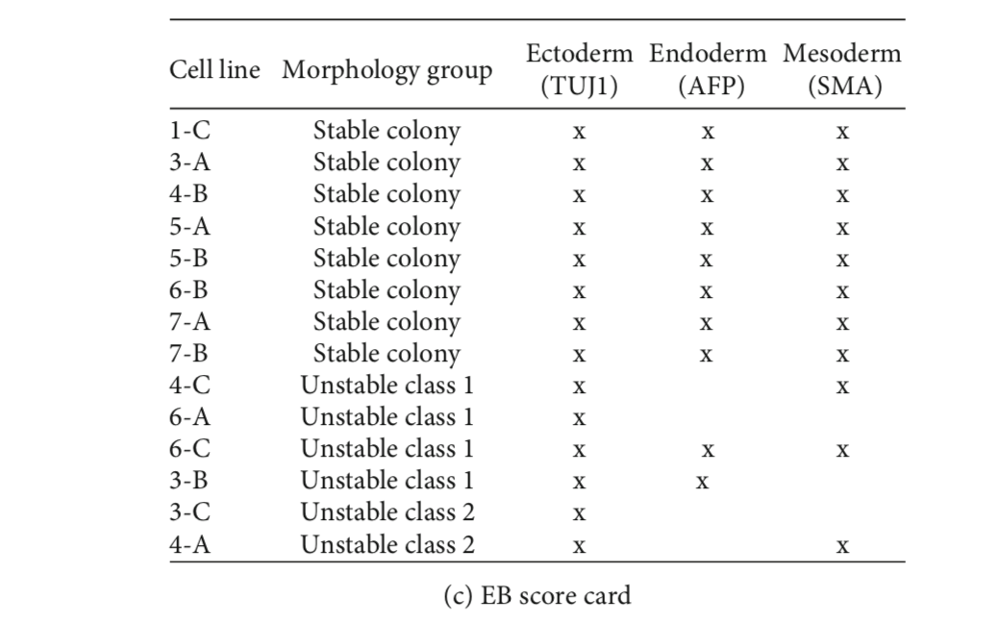 Cell line Morphology group Ectoderm (TUJ1) Endoderm (AFP) Mesoderm (SMA)
1-C Stable colony x x x
3-A Stable colony x x x
4-B Stable colony x x x
5-A Stable colony x x x
5-B Stable colony x x x
6-B Stable colony x x x
7-A Stable colony x x x
7-B Stable colony x x x
4-C Unstable class 1 x x
6-A Unstable class 1 x
6-C Unstable class 1 x x x
3-B Unstable class 1 x x
3-C Unstable class 2 x
4-A Unstable class 2 x x
(c) EB score card